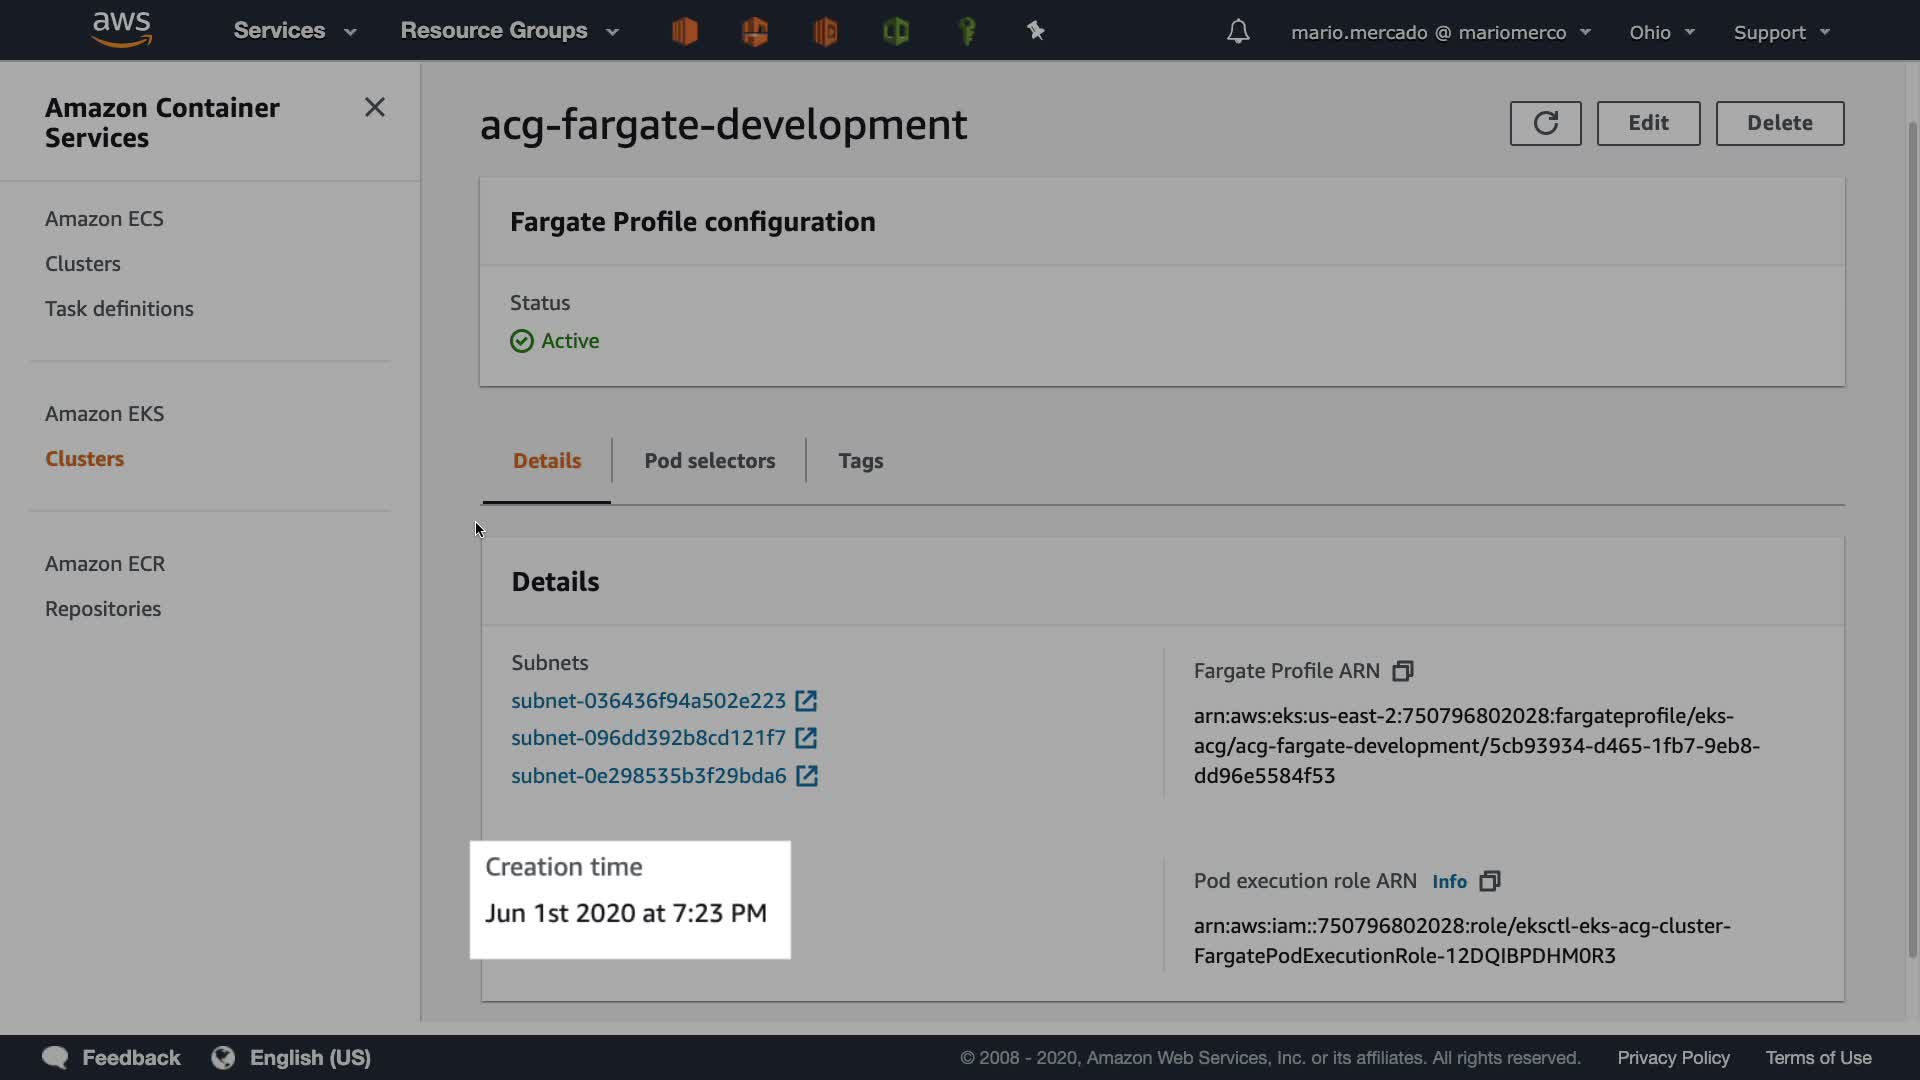 aws
Services
Resource Groups
mario.mercado @ mariomerco
Ohio
Support
Amazon Container
Services
Amazon ECS
Clusters
Task definitions
Amazon EKS
Clusters
Amazon ECR
Repositories
acg-fargate-development
Edit
Delete
Fargate Profile configuration
Status
Active
Details
Pod selectors
Tags
Details
Subnets
subnet-036436f94a502e223
subnet-096dd392b8cd121f7
subnet-0e298535b3f29bda6
Fargate Profile ARN
arn:aws:eks:us-east-2:750796802028:fargateprofile/eks-
acg/acg-fargate-development/5cb93934-d465-1fb7-9eb8-
dd96e5584f53
Creation time
Jun 1st 2020 at 7:23 PM
Pod execution role ARN Info
arn:aws:iam::750796802028:role/eksctl-eks-acg-cluster-
FargatePodExecutionRole-12DQIBPDHM0R3
Feedback
English (US)
© 2008 - 2020, Amazon Web Services, Inc. or its affiliates. All rights reserved.
Privacy Policy
Terms of Use